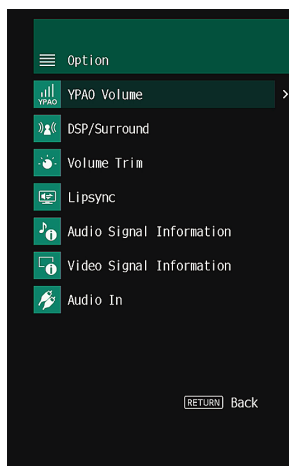 Option
YPAO
YPAO Volume
DSP/Surround
Volume Trim
Lipsync
Audio Signal Information
Video Signal Information
Audio In
RETURN Back